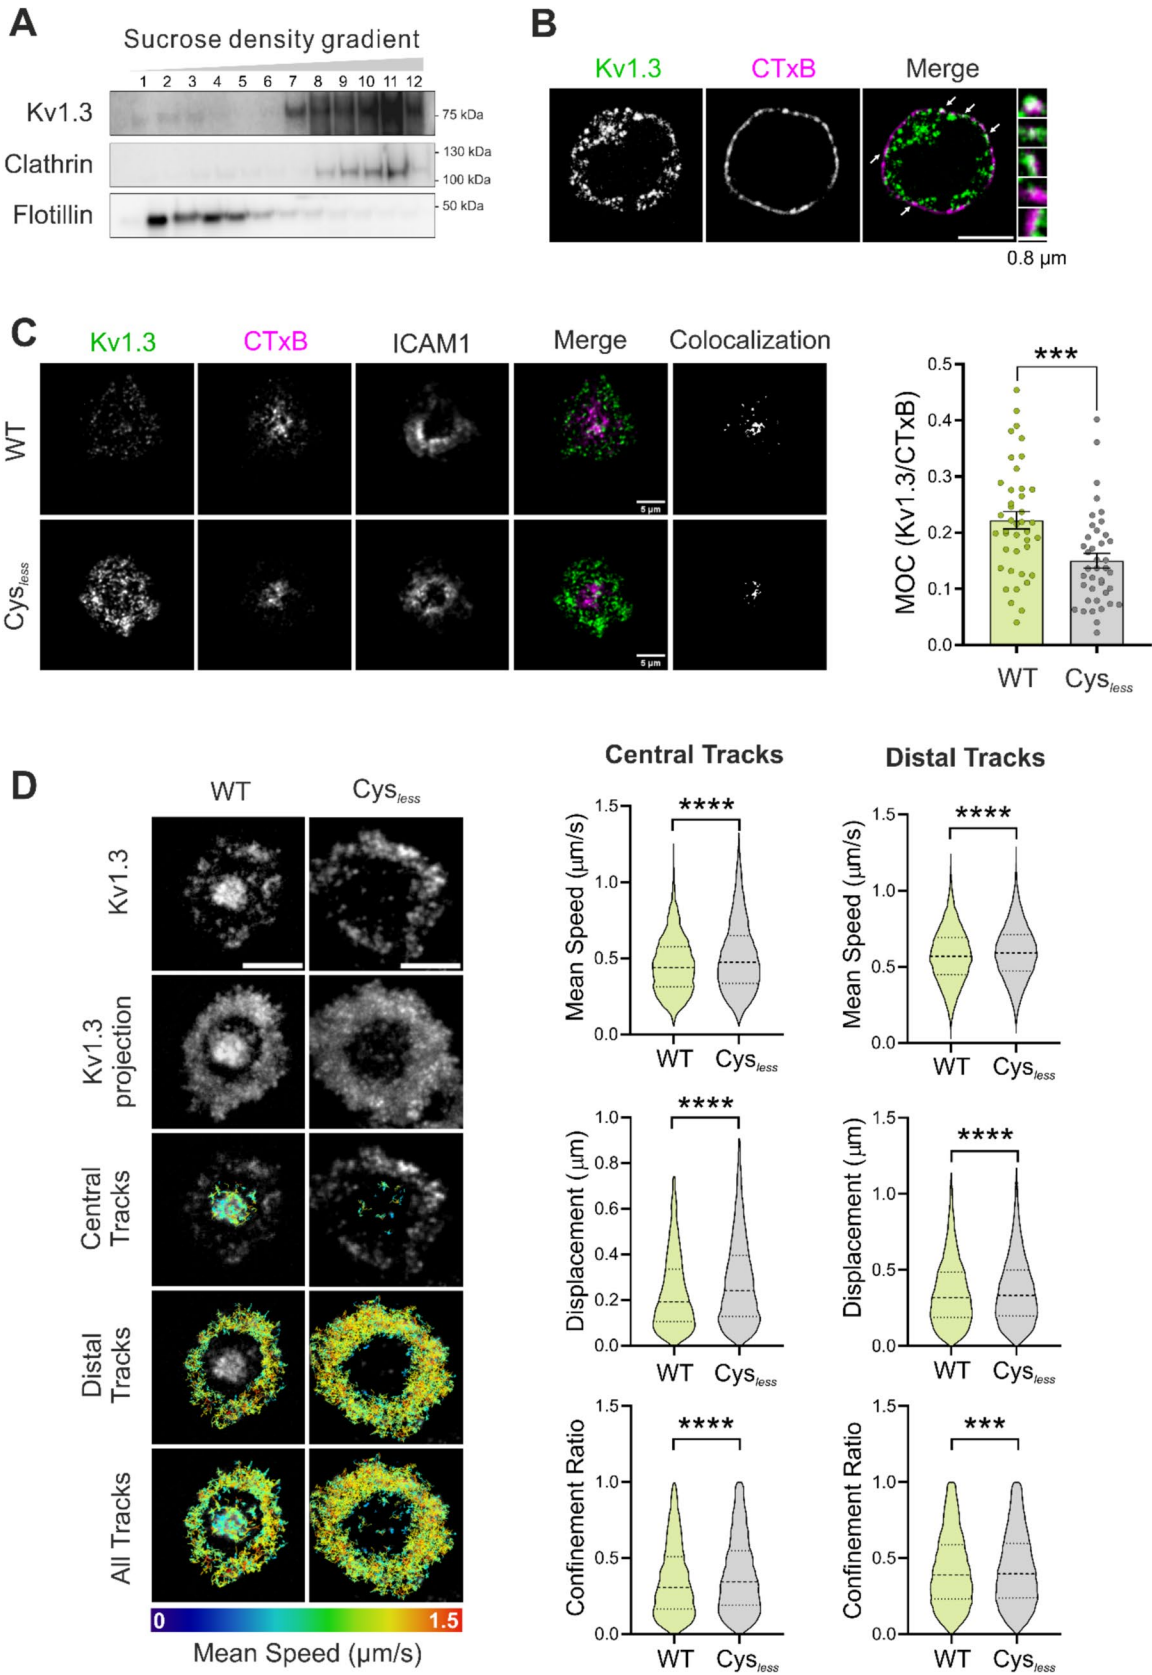 A
Sucrose density gradient
1 2 3 4 5 6 7 8 9 10 11 12
Kv1.3
75 kDa
Clathrin
130 kDa
100 kDa
Flotillin
50 kDa
B
Kv1.3 CTxB Merge
0.8 µm
C
Kv1.3 CTxB ICAM1 Merge Colocalization
WT
5 µm
Cysless
5 µm
MOC (Kv1.3/CTxB)
0.5
0.4
0.3
0.2
0.1
0.0
***
WT Cysless
D
WT Cysless
Kv1.3
Kv1.3
projection
Central
Tracks
Distal
Tracks
All Tracks
0 1.5
Mean Speed (µm/s)
Central Tracks
Mean Speed (µm/s)
1.5
1.0
0.5
0.0
****
WT Cysless
Distal Tracks
Mean Speed (µm/s)
1.5
1.0
0.5
0.0
****
WT Cysless
Displacement (µm)
1.0
0.8
0.6
0.4
0.2
0.0
****
WT Cysless
Displacement (µm)
1.5
1.0
0.5
0.0
****
WT Cysless
Confinement Ratio
1.5
1.0
0.5
0.0
****
WT Cysless
Confinement Ratio
1.5
1.0
0.5
0.0
***
WT Cysless